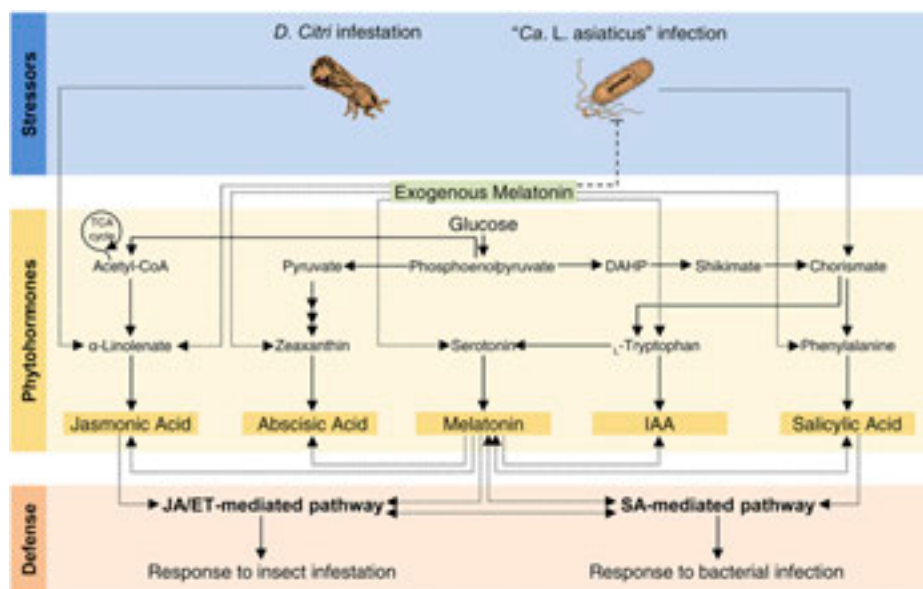 Stressors
D. Citri infestation
"Ca. L. asiaticus" infection
Exogenous Melatonin
Phytohormones
TCA
cycle
Glucose
Acetyl-CoA
Pyruvate
Phosphoenolpyruvate
DAHP
Shikimate
Chorismate
α-Linolenate
Zeaxanthin
Serotonin
L-Tryptophan
Phenylalanine
Jasmonic Acid
Abscisic Acid
Melatonin
IAA
Salicylic Acid
Defense
JA/ET-mediated pathway
SA-mediated pathway
Response to insect infestation
Response to bacterial infection